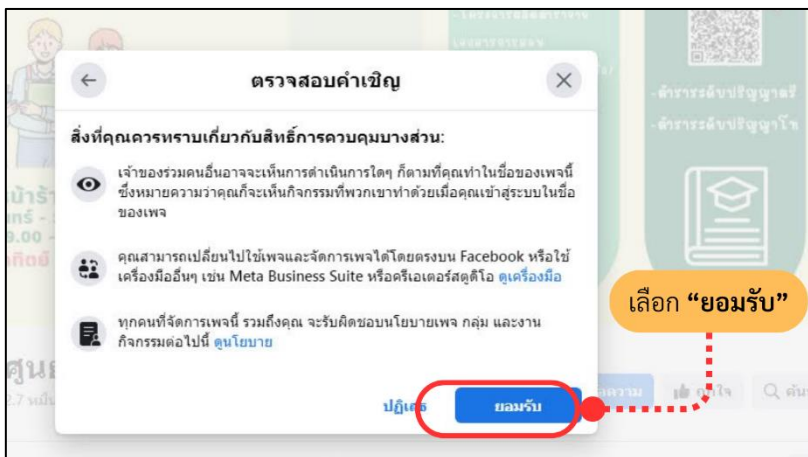 ตรวจสอบคำเชิญ
สิ่งที่คุณควรทราบเกี่ยวกับสิทธิ์การควบคุมบางส่วน:
เจ้าของร่วมคนอื่นอาจจะเห็นการดำเนินการใดๆ ก็ตามที่คุณทำในชื่อของเพจนี้
ซึ่งหมายความว่าคุณก็จะเห็นกิจกรรมที่พวกเขาทำด้วยเมื่อคุณเข้าสู่ระบบในชื่อ
ของเพจ
คุณสามารถเปลี่ยนไปใช้เพจและจัดการเพจได้โดยตรงบน Facebook หรือใช้
เครื่องมืออื่นๆ เช่น Meta Business Suite หรือครีเอเตอร์สตูดิโอ ดูเครื่องมือ
ทุกคนที่จัดการเพจนี้ รวมถึงคุณ จะรับผิดชอบนโยบายเพจ กลุ่ม และงาน
กิจกรรมต่อไปนี้ ดูนโยบาย
ปฏิเสธ
ยอมรับ
เลือก “ยอมรับ”
-ตำราระดับปริญญาตรี
-ตำราระดับปริญญาโท